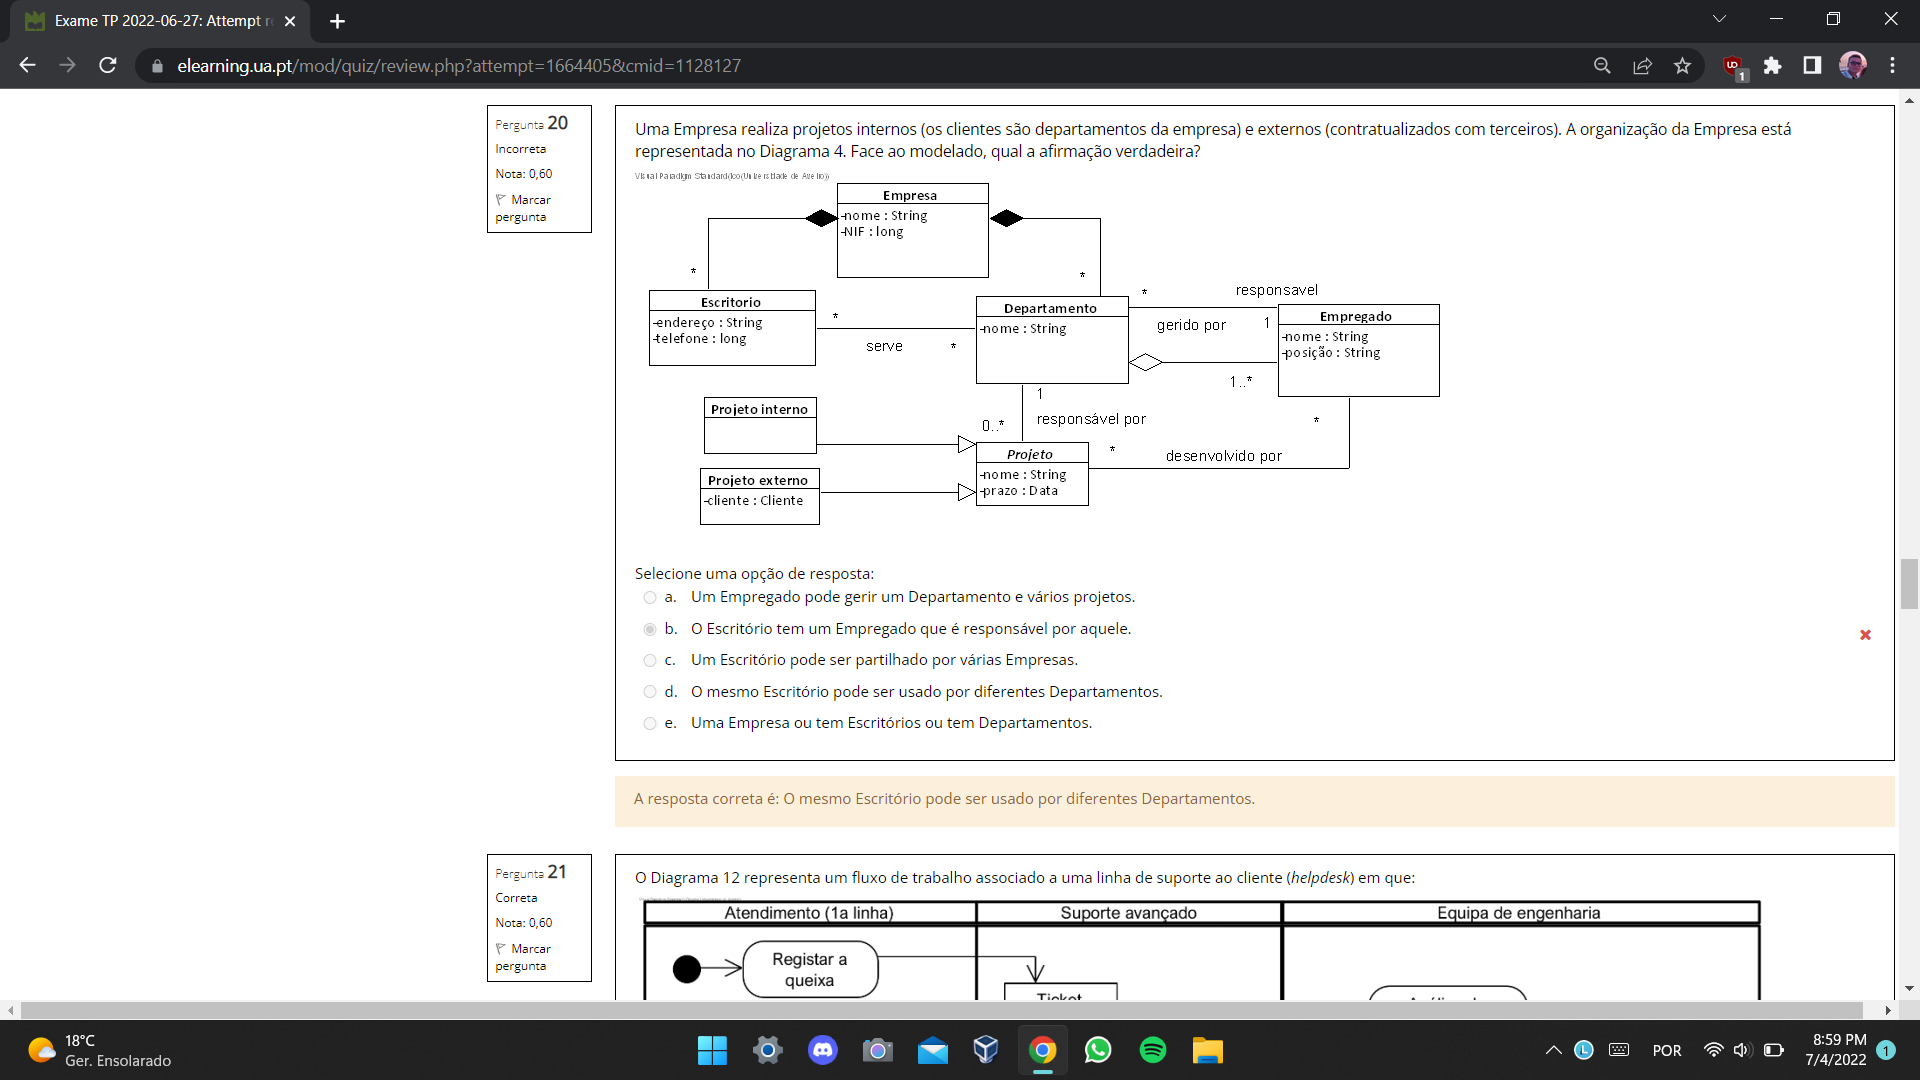 Exame TP 2022-06-27: Attempt r
elearning.ua.pt/mod/quiz/review.php?attempt=1664405&cmid=1128127
1
Pergunta 20
Incorreta
Nota: 0,60
Marcar
pergunta
Uma Empresa realiza projetos internos (os clientes são departamentos da empresa) e externos (contratualizados com terceiros). A organização da Empresa está
representada no Diagrama 4. Face ao modelado, qual a afirmação verdadeira?
Visual Paradigm Standard(ico(Universidade de Aveiro))
Empresa
-nome : String
-NIF : long
*
*
Escritorio
-endereço : String
-telefone : long
*
serve
*
Departamento
-nome : String
*
responsavel
gerido por
1
Empregado
-nome : String
-posição : String
1..*
1
responsável por
0..*
*
*
desenvolvido por
Projeto interno
Projeto
-nome : String
-prazo : Data
Projeto externo
-cliente : Cliente
Selecione uma opção de resposta:
a. Um Empregado pode gerir um Departamento e vários projetos.
b. O Escritório tem um Empregado que é responsável por aquele.
c. Um Escritório pode ser partilhado por várias Empresas.
d. O mesmo Escritório pode ser usado por diferentes Departamentos.
e. Uma Empresa ou tem Escritórios ou tem Departamentos.
A resposta correta é: O mesmo Escritório pode ser usado por diferentes Departamentos.
Pergunta 21
Correta
Nota: 0,60
Marcar
pergunta
O Diagrama 12 representa um fluxo de trabalho associado a uma linha de suporte ao cliente (helpdesk) em que:
Atendimento (1a linha)
Suporte avançado
Equipa de engenharia
Registar a
queixa
Ticket
18°C
Ger. Ensolarado
POR
8:59 PM
7/4/2022
1